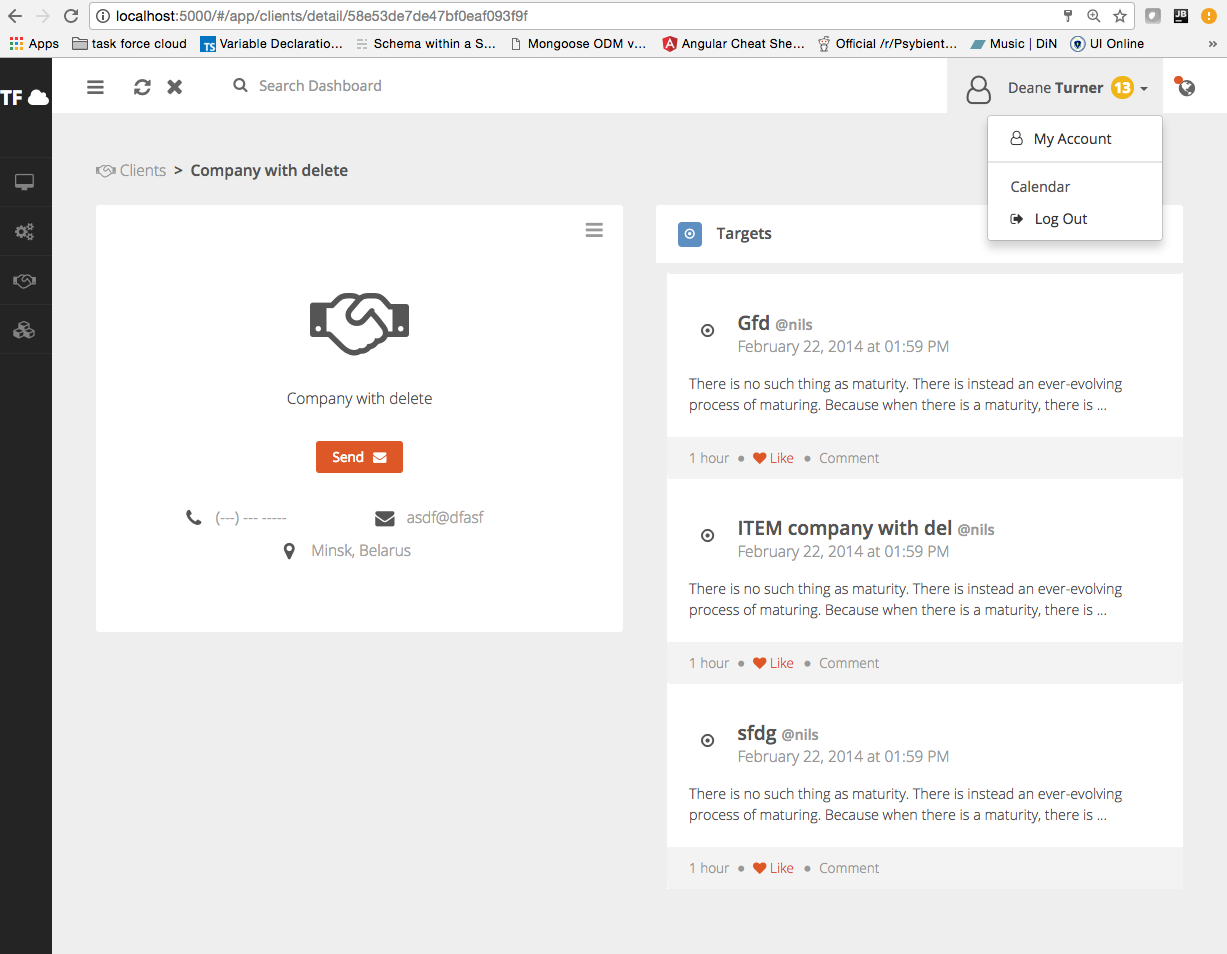 localhost:5000/#/app/clients/detail/58e53de7de47bf0eaf093f9f
Apps task force cloud TS Variable Declaratio... Schema within a S... Mongoose ODM v... A Angular Cheat She... Official /r/Psybient... Music | DiN UI Online »
TF
Search Dashboard
Deane Turner 13
My Account
Calendar
Log Out
Clients > Company with delete
Company with delete
Send
(---) --- -----
asdf@dfasf
Minsk, Belarus
Targets
Gfd @nils
February 22, 2014 at 01:59 PM
There is no such thing as maturity. There is instead an ever-evolving
process of maturing. Because when there is a maturity, there is ...
1 hour ● Like ● Comment
ITEM company with del @nils
February 22, 2014 at 01:59 PM
There is no such thing as maturity. There is instead an ever-evolving
process of maturing. Because when there is a maturity, there is ...
1 hour ● Like ● Comment
sfdg @nils
February 22, 2014 at 01:59 PM
There is no such thing as maturity. There is instead an ever-evolving
process of maturing. Because when there is a maturity, there is ...
1 hour ● Like ● Comment